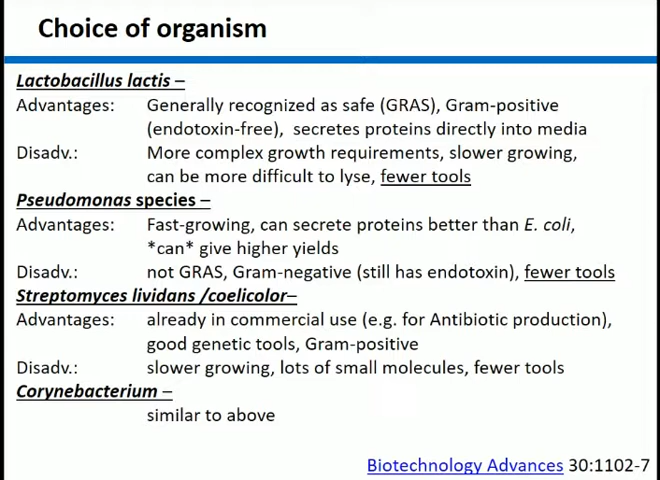 Choice of organism
Lactobacillus lactis –
Advantages: Generally recognized as safe (GRAS), Gram-positive
(endotoxin-free), secretes proteins directly into media
Disadv.: More complex growth requirements, slower growing,
can be more difficult to lyse, fewer tools
Pseudomonas species –
Advantages: Fast-growing, can secrete proteins better than E. coli,
*can* give higher yields
Disadv.: not GRAS, Gram-negative (still has endotoxin), fewer tools
Streptomyces lividans /coelicolor–
Advantages: already in commercial use (e.g. for Antibiotic production),
good genetic tools, Gram-positive
Disadv.: slower growing, lots of small molecules, fewer tools
Corynebacterium –
similar to above
Biotechnology Advances 30:1102-7